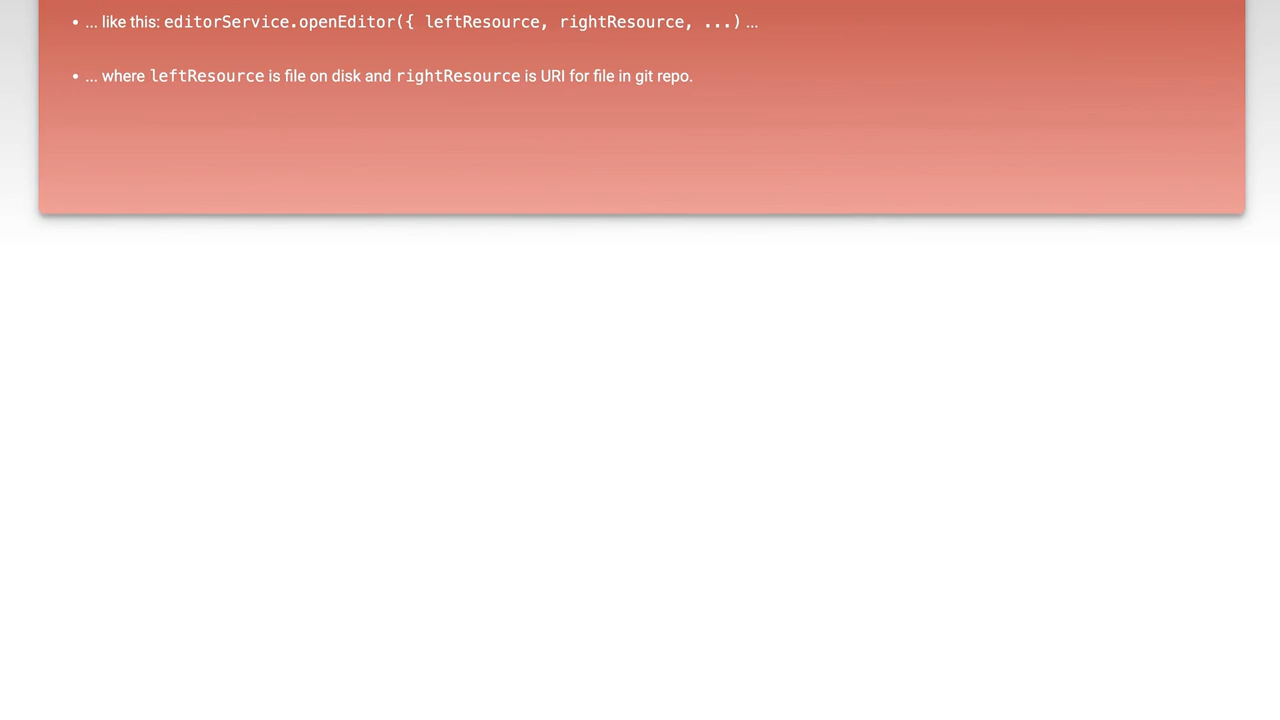 • ... like this: editorService.openEditor({ leftResource, rightResource, ...) ...
• ... where leftResource is file on disk and rightResource is URI for file in git repo.